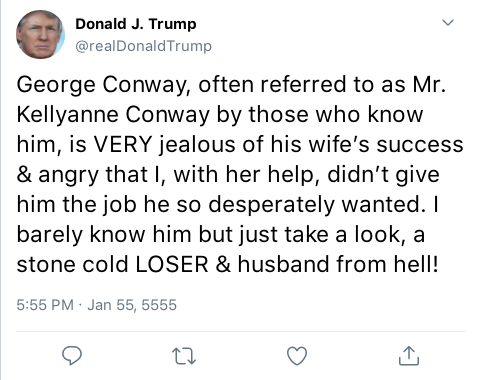 Donald J. Trump
@realDonaldTrump
George Conway, often referred to as Mr.
Kellyanne Conway by those who know
him, is VERY jealous of his wife’s success
& angry that I, with her help, didn’t give
him the job he so desperately wanted. I
barely know him but just take a look, a
stone cold LOSER & husband from hell!
5:55 PM · Jan 55, 5555